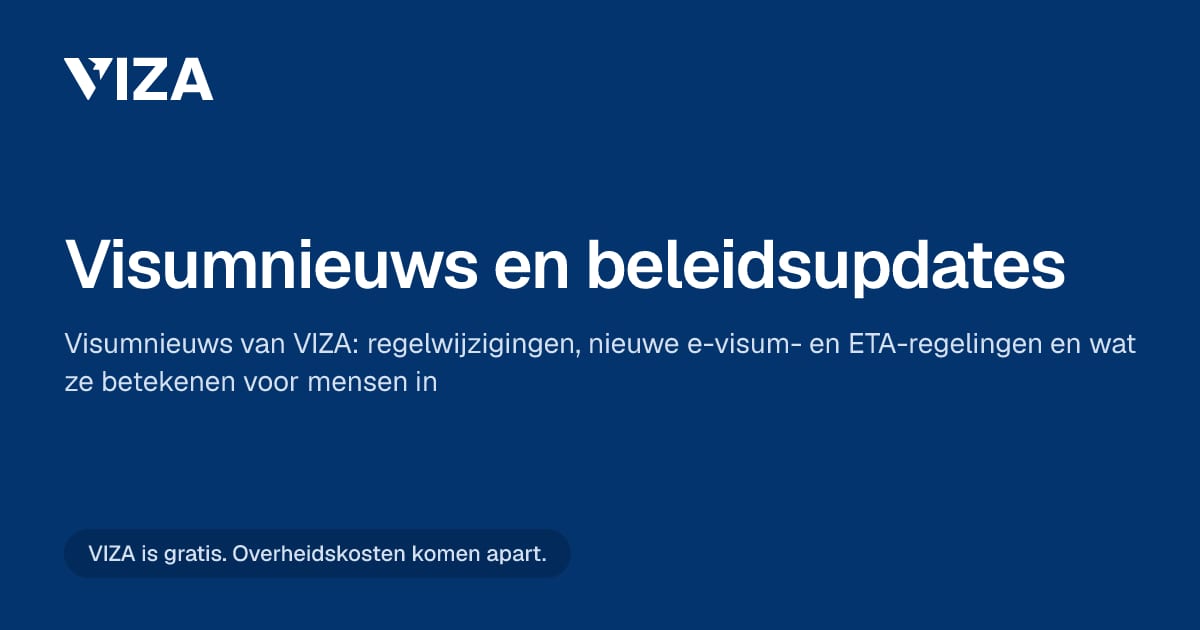 VIZA
Visumnieuws en beleidsupdates
Visumnieuws van VIZA: regelwijzigingen, nieuwe e-visum- en ETA-regelingen en wat
ze betekenen voor mensen in
VIZA is gratis. Overheidskosten komen apart.